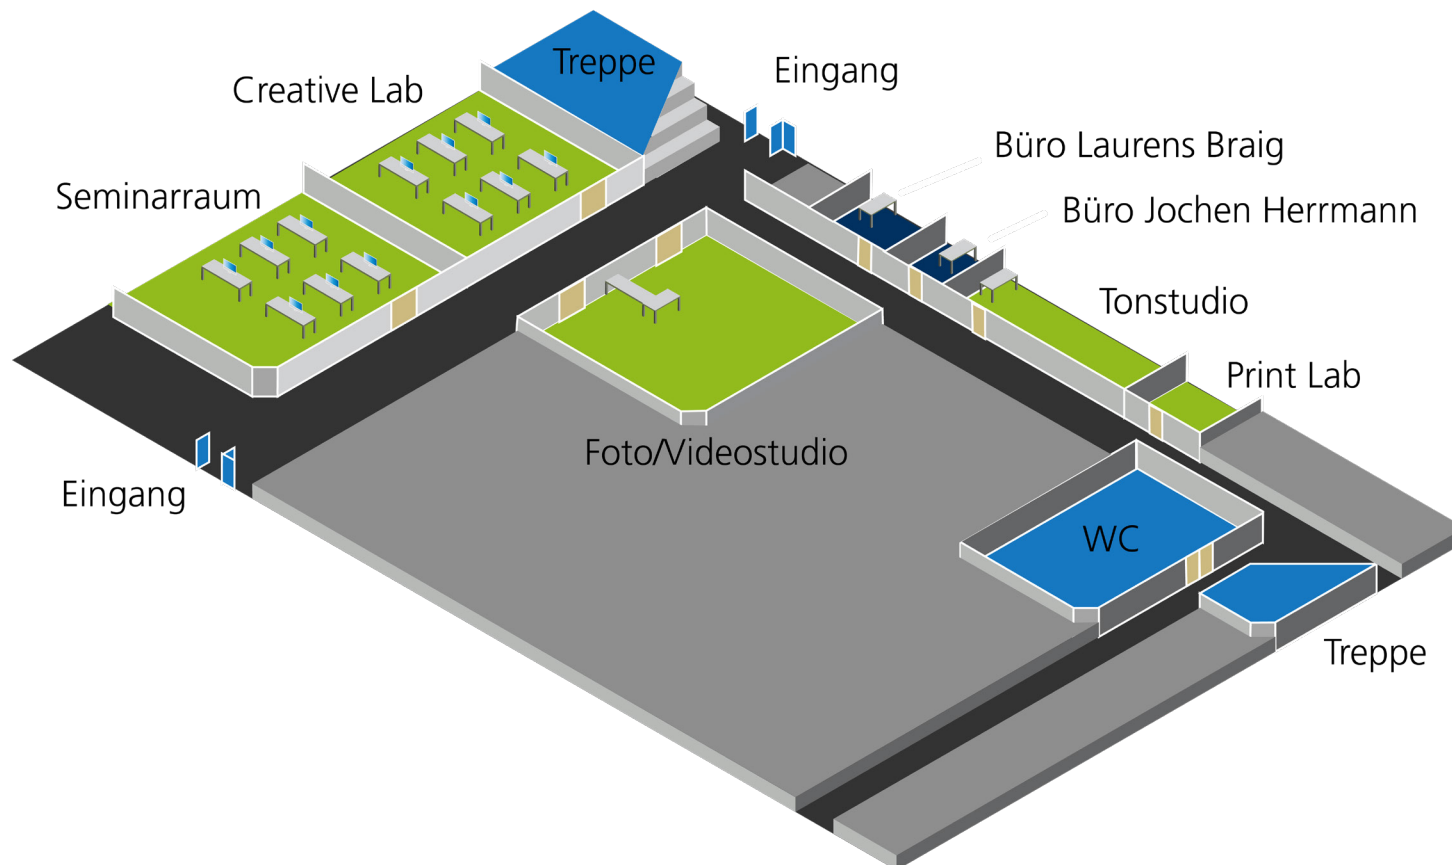 Treppe
Eingang
Creative Lab
Büro Laurens Braig
Seminarraum
Büro Jochen Herrmann
Tonstudio
Print Lab
Foto/Videostudio
Eingang
WC
Treppe